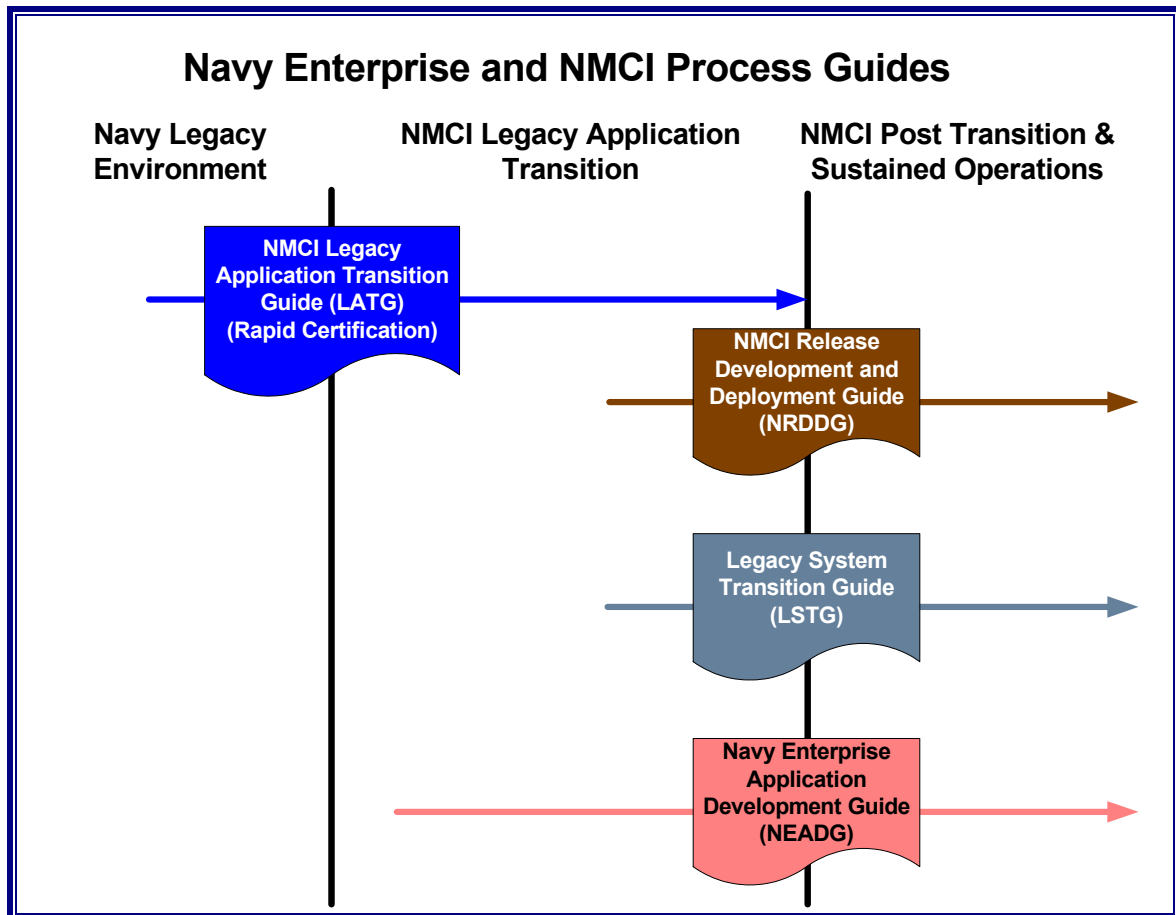 Navy Enterprise and NMCI Process Guides
Navy Legacy
Environment
NMCI Legacy Application
Transition
NMCI Post Transition &
Sustained Operations
NMCI Legacy
Application Transition
Guide (LATG)
(Rapid Certification)
NMCI Release
Development and
Deployment Guide
(NRDDG)
Legacy System
Transition Guide
(LSTG)
Navy Enterprise
Application
Development Guide
(NEADG)